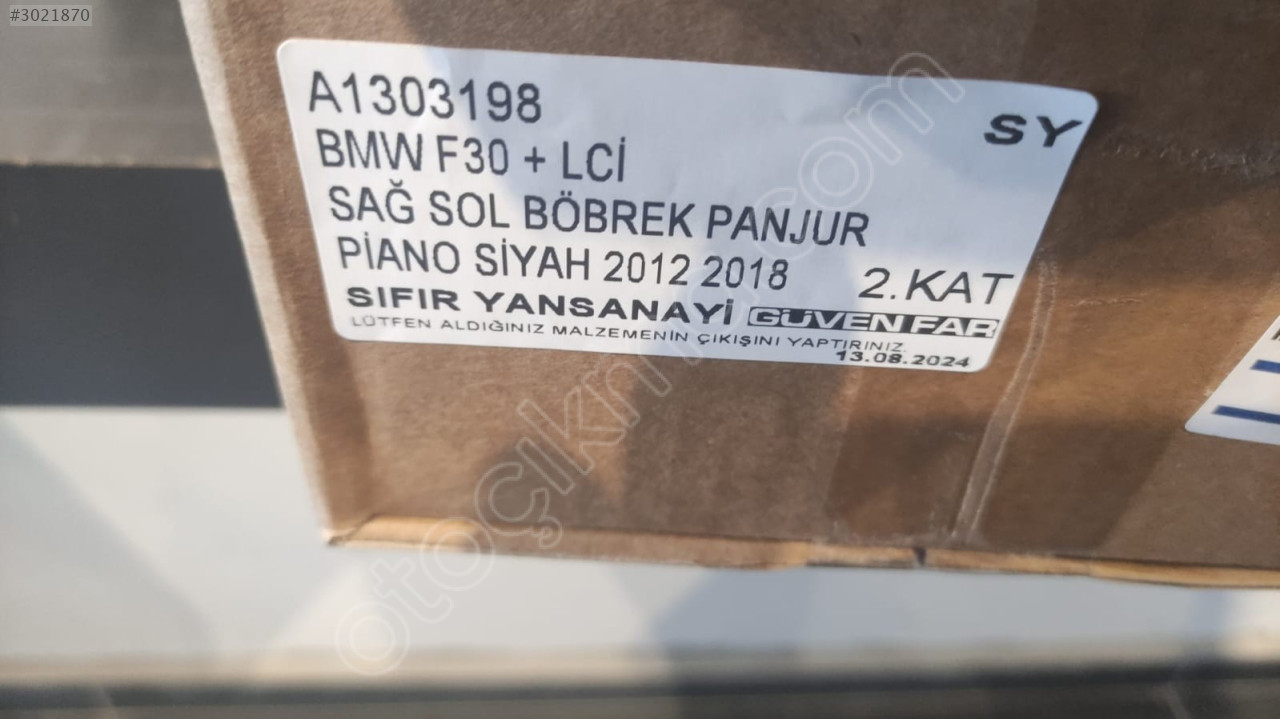 #3021870
A1303198
SY
BMW F30 + LCİ
SAĞ SOL BÖBREK PANJUR
PİANO SİYAH 2012 2018
2.KAT
SIFIR YANSANAYİ GÜVEN FAR
LÜTFEN ALDIĞINIZ MALZEMENİN ÇIKIŞINI YAPTIRINIZ.
13.08.2024
otoçıkma.com